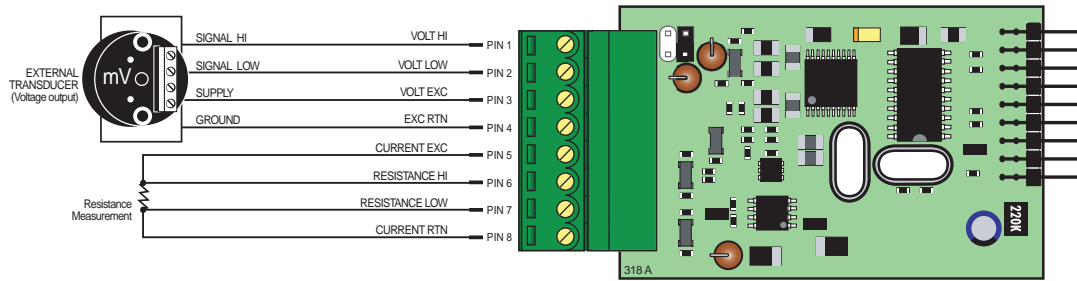 SIGNAL HI VOLT HI PIN 1
SIGNAL LOW VOLT LOW PIN 2
EXTERNAL
TRANSDUCER
(Voltage output)
mV
SUPPLY VOLT EXC PIN 3
GROUND EXC RTN PIN 4
CURRENT EXC PIN 5
RESISTANCE HI PIN 6
Resistance
Measurement
RESISTANCE LOW PIN 7
CURRENT RTN PIN 8
220K
318 A